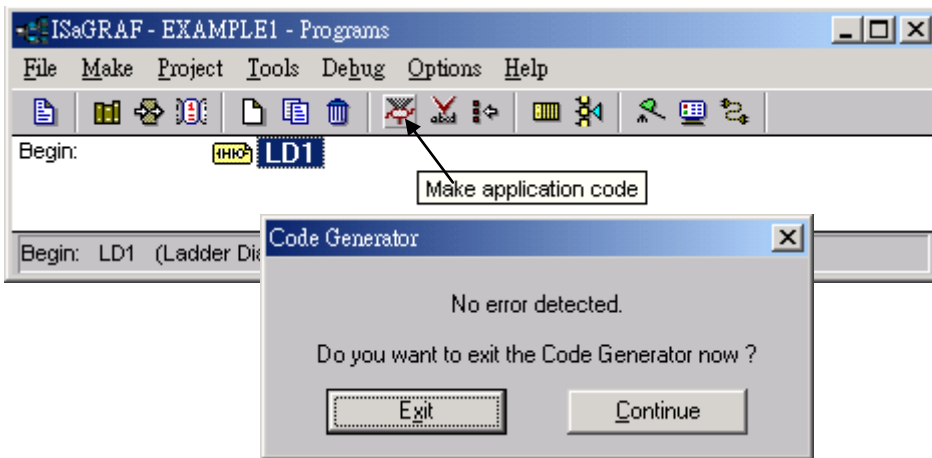 ISaGRAF - EXAMPLE1 - Programs
File Make Project Tools Debug Options Help
Begin: LD1
Make application code
Begin: LD1 (Ladder Di
Code Generator
No error detected.
Do you want to exit the Code Generator now ?
Exit Continue